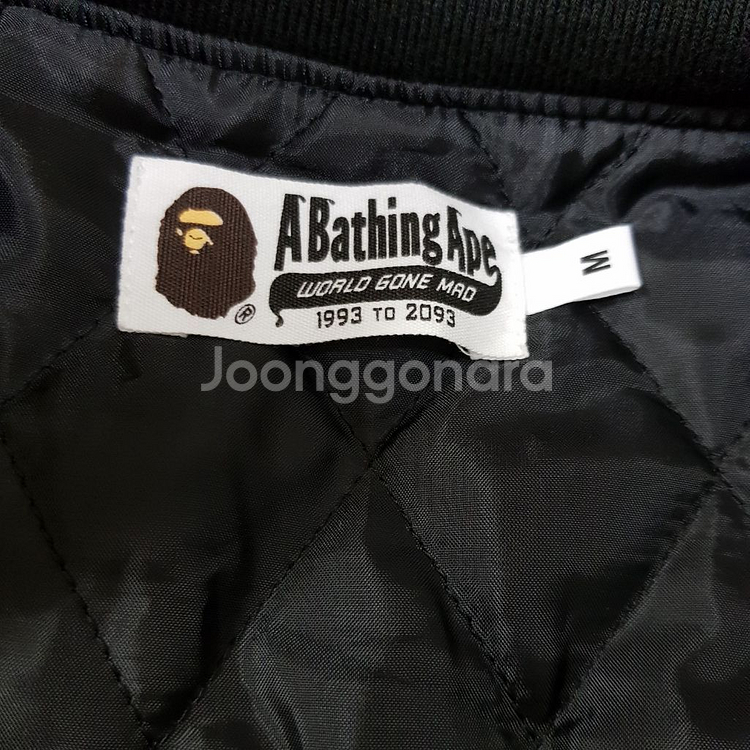 A Bathing Ape
WORLD GONE MAD
1993 TO 2093
®
M
Joonggonara